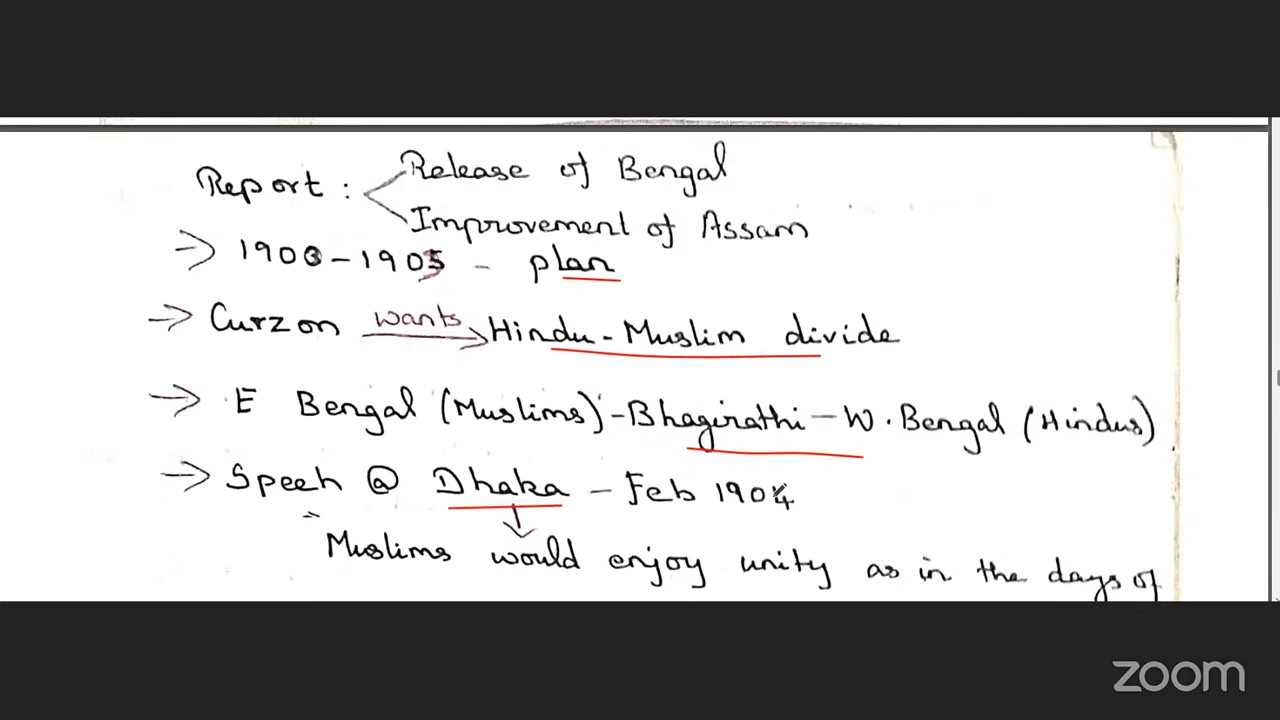 Report : Release of Bengal
Improvement of Assam
→ 1903-1905 - plan
→ Curzon wants Hindu-Muslim divide
→ E Bengal (Muslims)-Bhagirathi-W.Bengal (Hindus)
→ Speeh @ Dhaka - Feb 1904
"Muslims would enjoy unity as in the days of
zoom